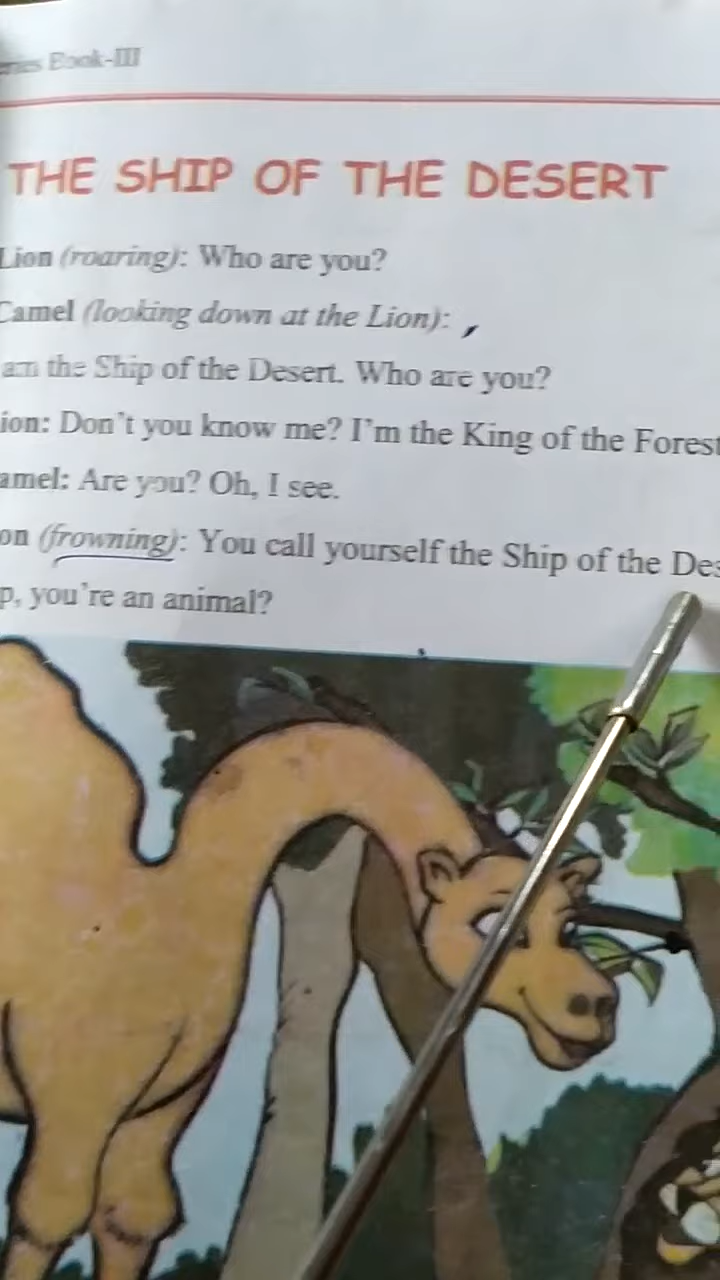 eries Book-III
THE SHIP OF THE DESERT
Lion (roaring): Who are you?
Camel (looking down at the Lion):
am the Ship of the Desert. Who are you?
ion: Don't you know me? I'm the King of the Forest
amel: Are you? Oh, I see.
on (frowning): You call yourself the Ship of the Des
p, you're an animal?